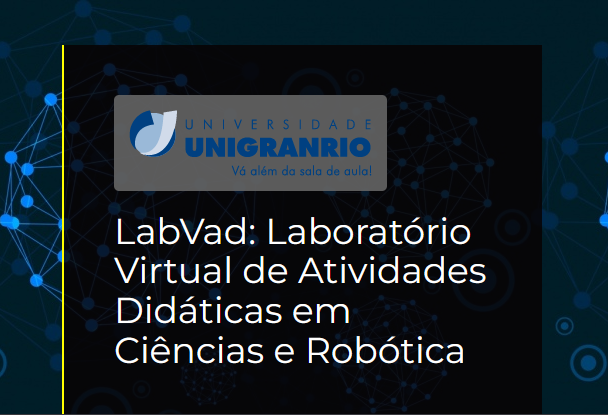 UNIVERSIDADE
UNIGRANRIO
Vá além da sala de aula!
LabVad: Laboratório
Virtual de Atividades
Didáticas em
Ciências e Robótica